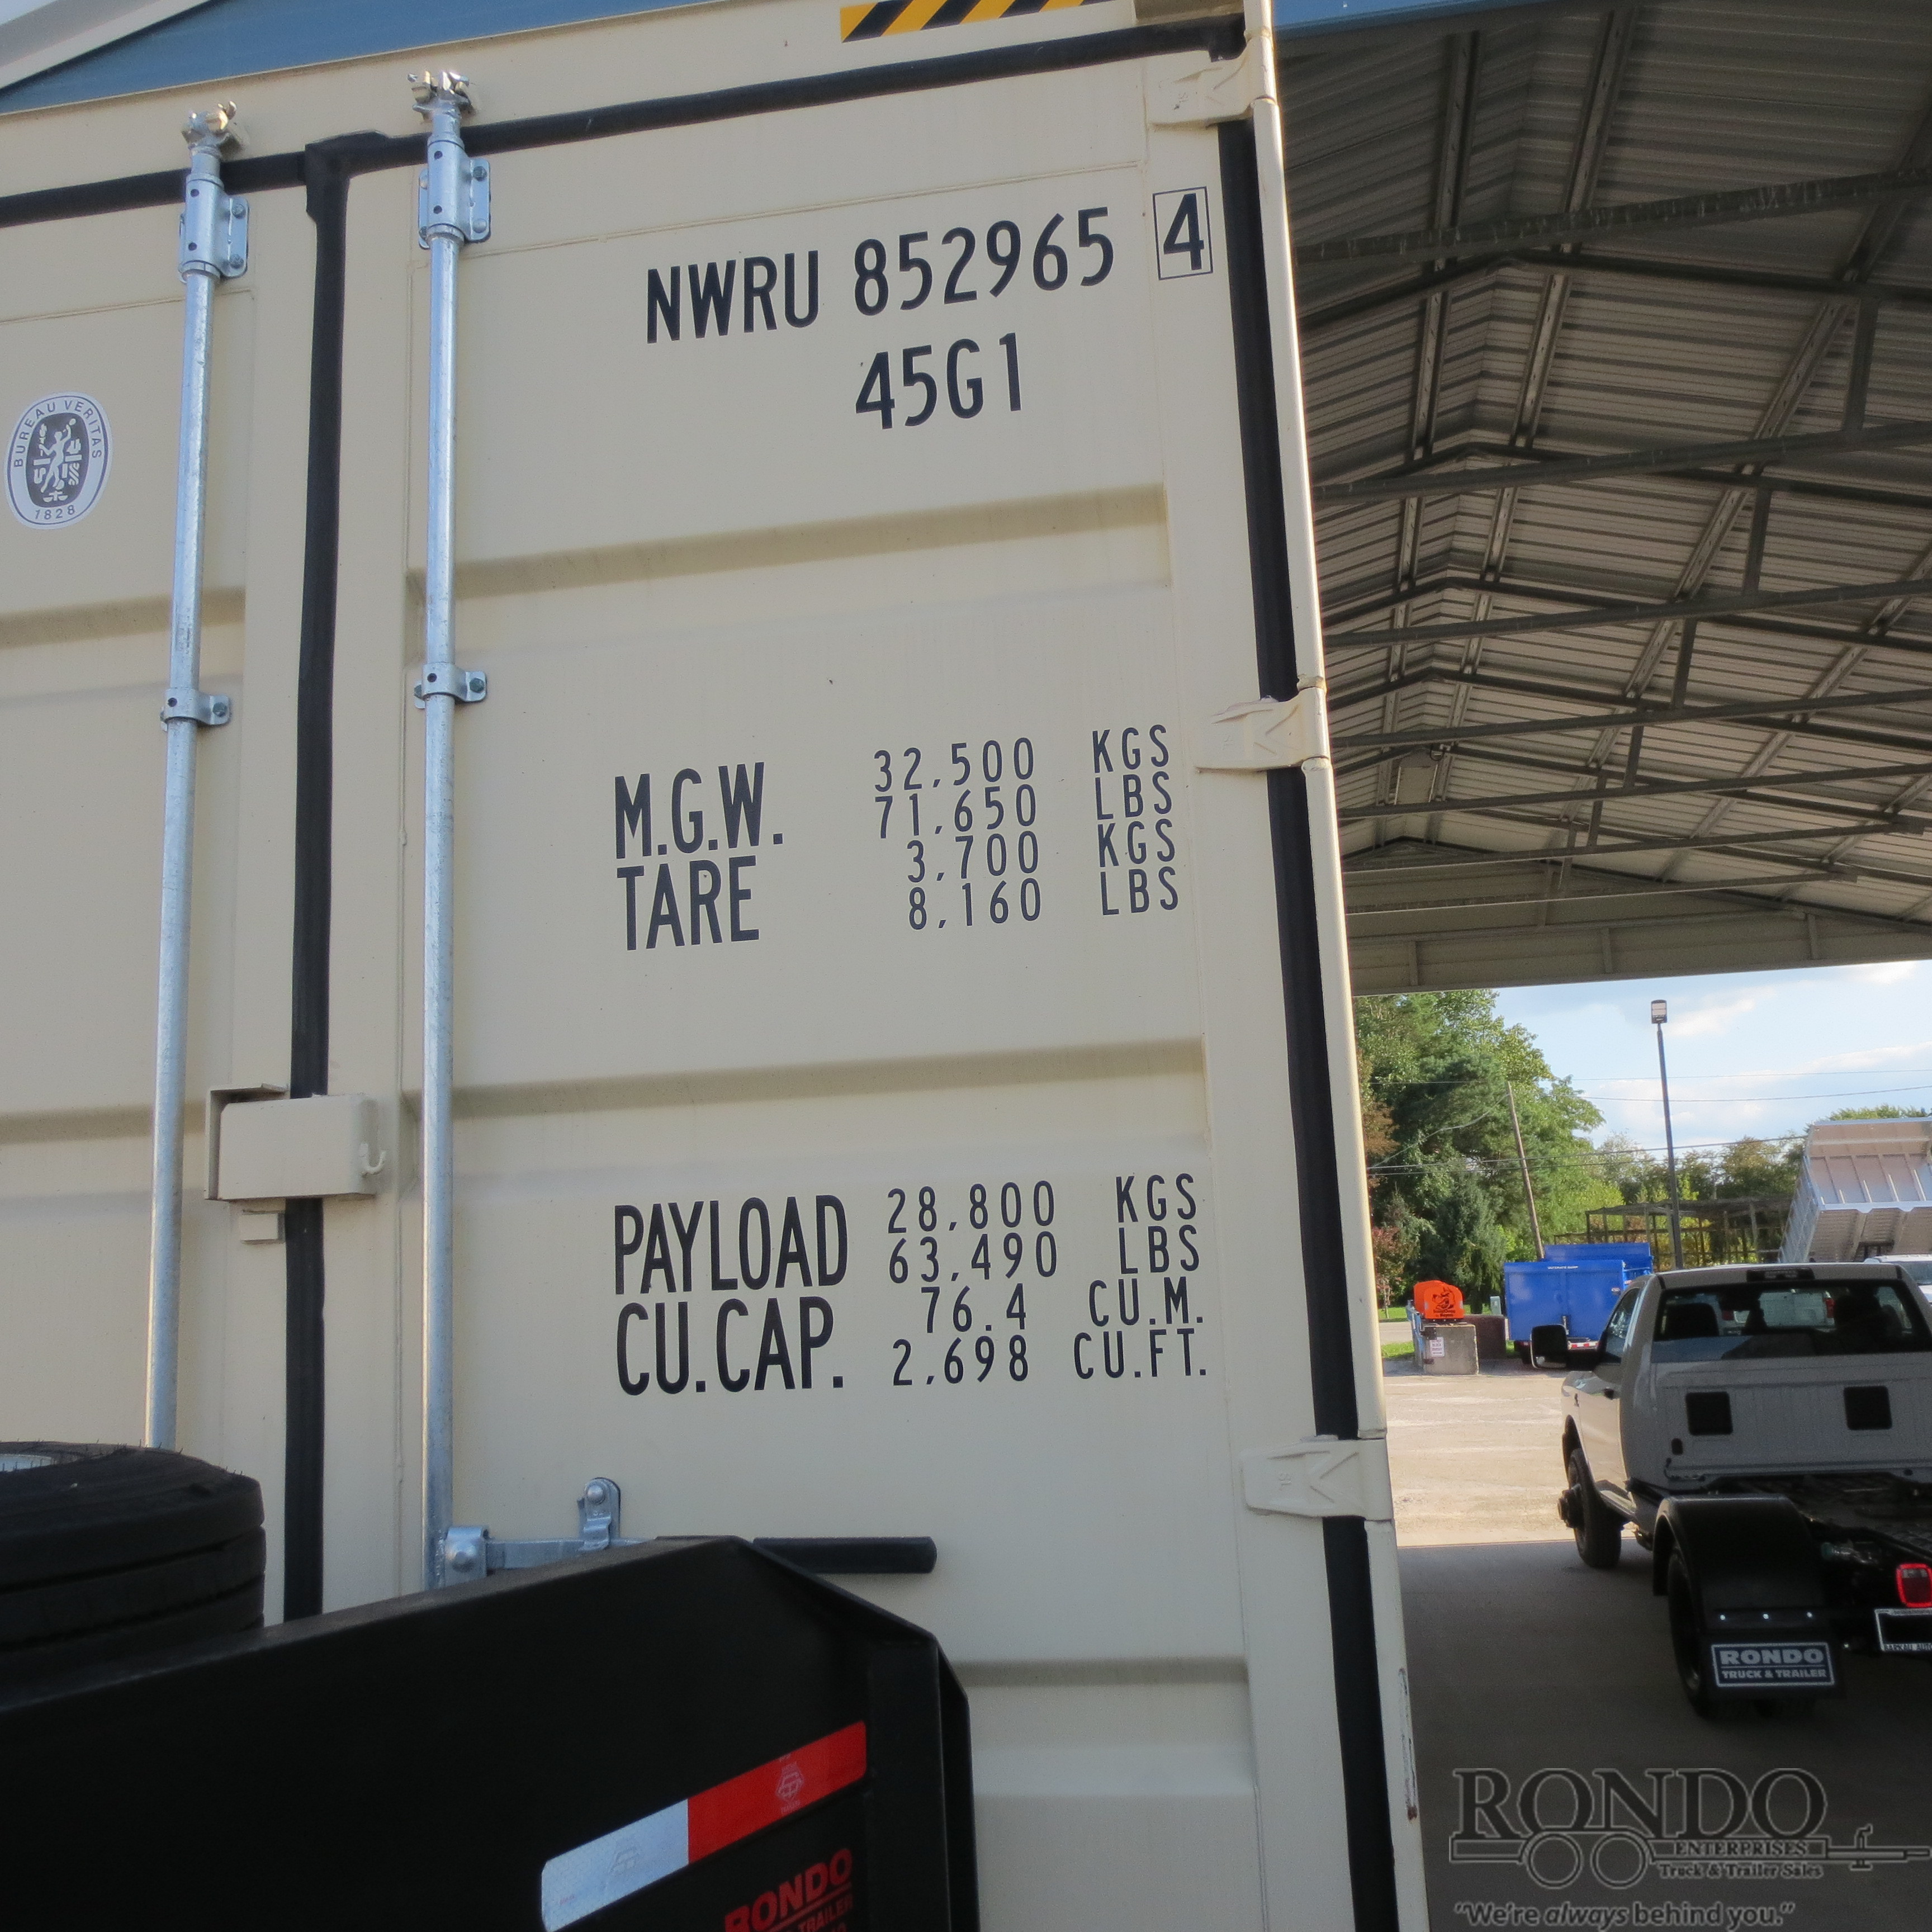 NWRU 852965 4
45G1
BUREAU VERITAS
1828
M.G.W. 32,500 KGS
71,650 LBS
TARE 3,700 KGS
8,160 LBS
PAYLOAD 28,800 KGS
63,490 LBS
CU.CAP. 76.4 CU.M.
2,698 CU.FT.
RONDO
TRUCK & TRAILER
RONDO
TRAILER
RONDO
ENTERPRISES
Truck & Trailer Sales
"We're always behind you."